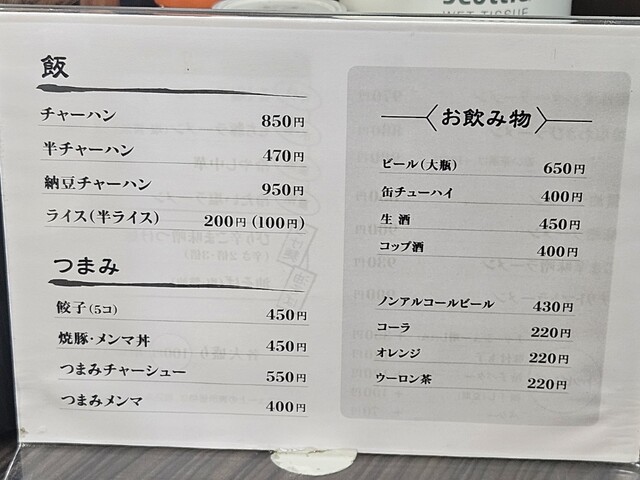 WET TISSUE
飯
チャーハン 850円
半チャーハン 470円
納豆チャーハン 950円
ライス(半ライス) 200円(100円)
つまみ
餃子(5コ) 450円
焼豚・メンマ丼 450円
つまみチャーシュー 550円
つまみメンマ 400円
お飲み物
ビール(大瓶) 650円
缶チューハイ 400円
生酒 450円
コップ酒 400円
ノンアルコールビール 430円
コーラ 220円
オレンジ 220円
ウーロン茶 220円